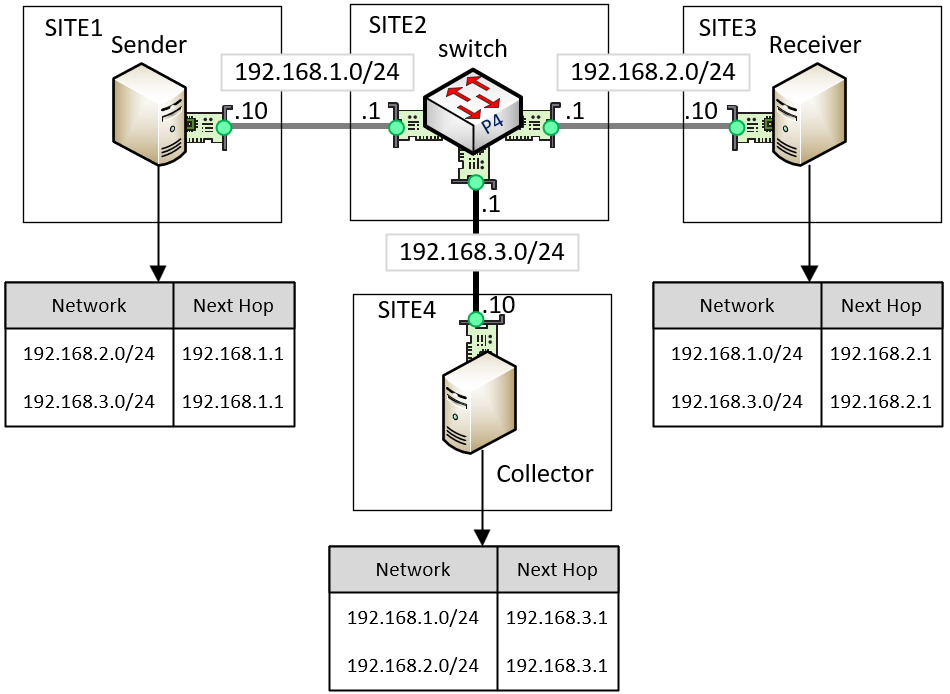 SITE1
Sender
SITE2
switch
SITE3
Receiver
192.168.1.0/24
192.168.2.0/24
.10
.1
P4
.1
.10
.1
192.168.3.0/24
SITE4
.10
Collector
Network Next Hop
192.168.2.0/24 192.168.1.1
192.168.3.0/24 192.168.1.1
Network Next Hop
192.168.1.0/24 192.168.2.1
192.168.3.0/24 192.168.2.1
Network Next Hop
192.168.1.0/24 192.168.3.1
192.168.2.0/24 192.168.3.1